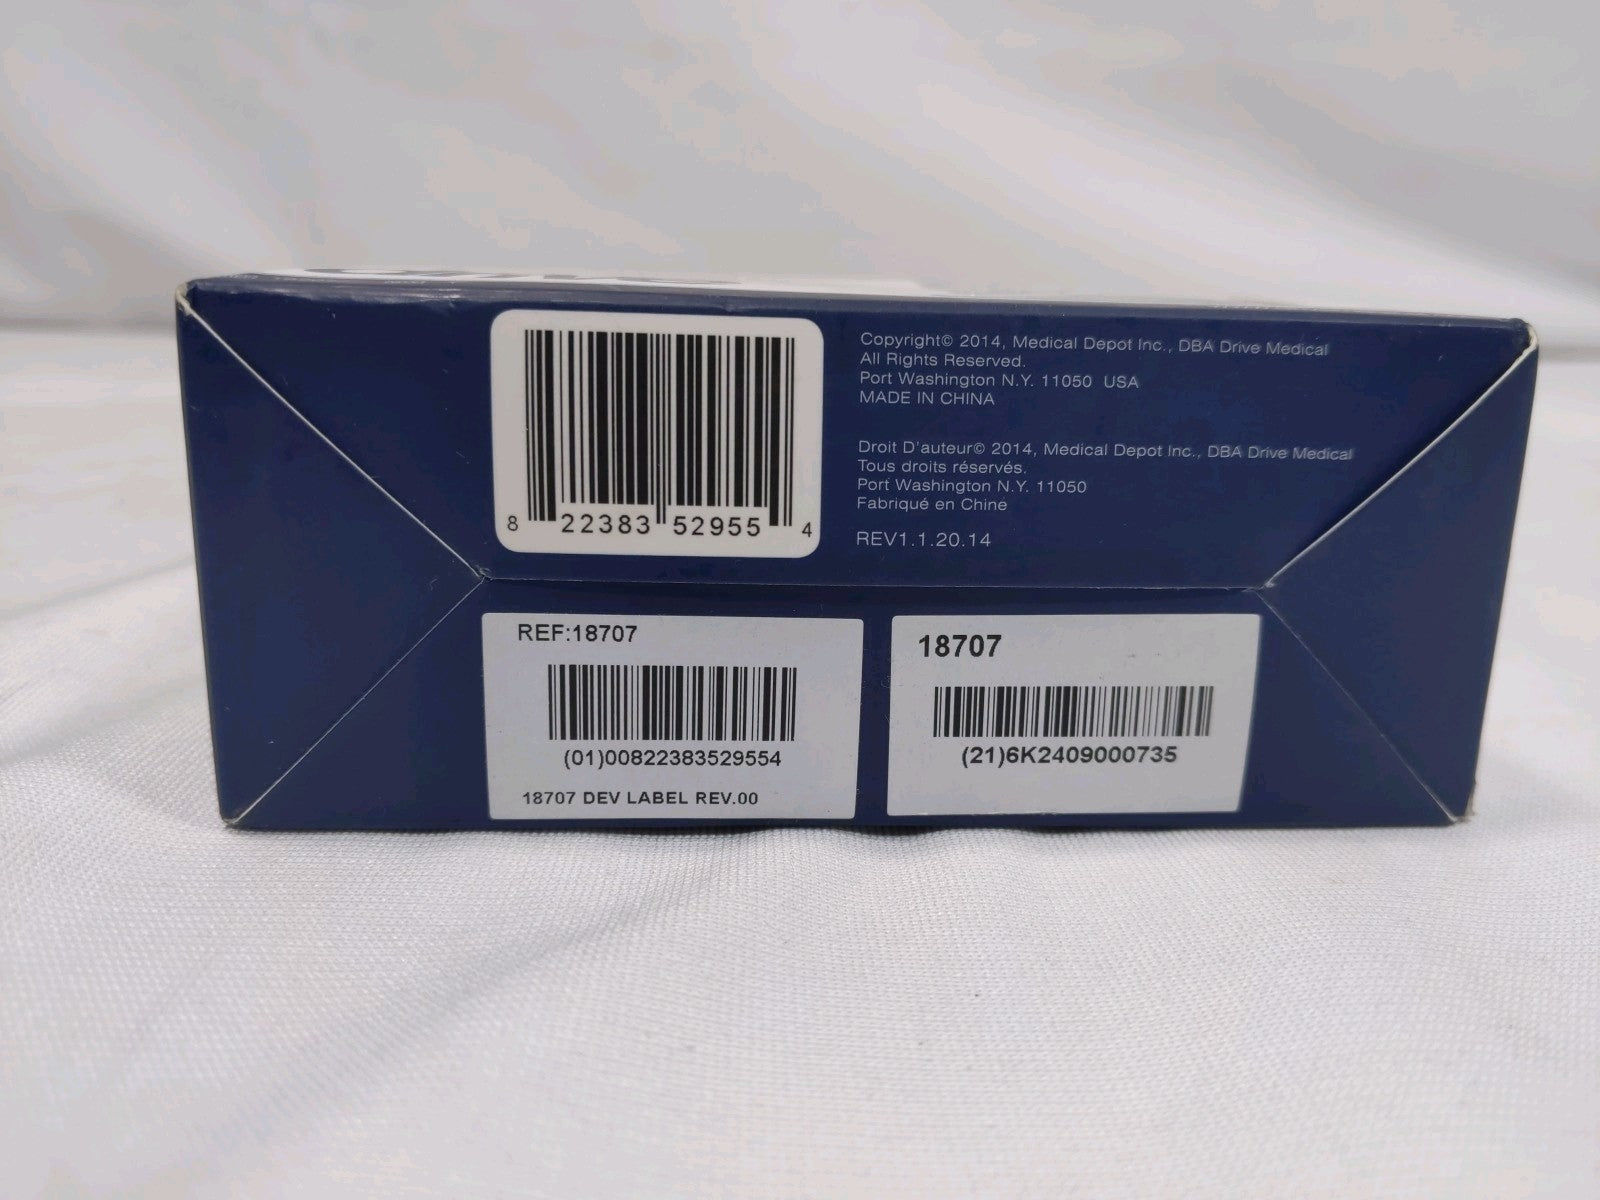 8 22383 52955 4
Copyright© 2014, Medical Depot Inc., DBA Drive Medical
All Rights Reserved.
Port Washington N.Y. 11050 USA
MADE IN CHINA
Droit D'auteur© 2014, Medical Depot Inc., DBA Drive Medical
Tous droits réservés.
Port Washington N.Y. 11050
Fabriqué en Chine
REV1.1.20.14
REF:18707
(01)00822383529554
18707 DEV LABEL REV.00
18707
(21)6K2409000735